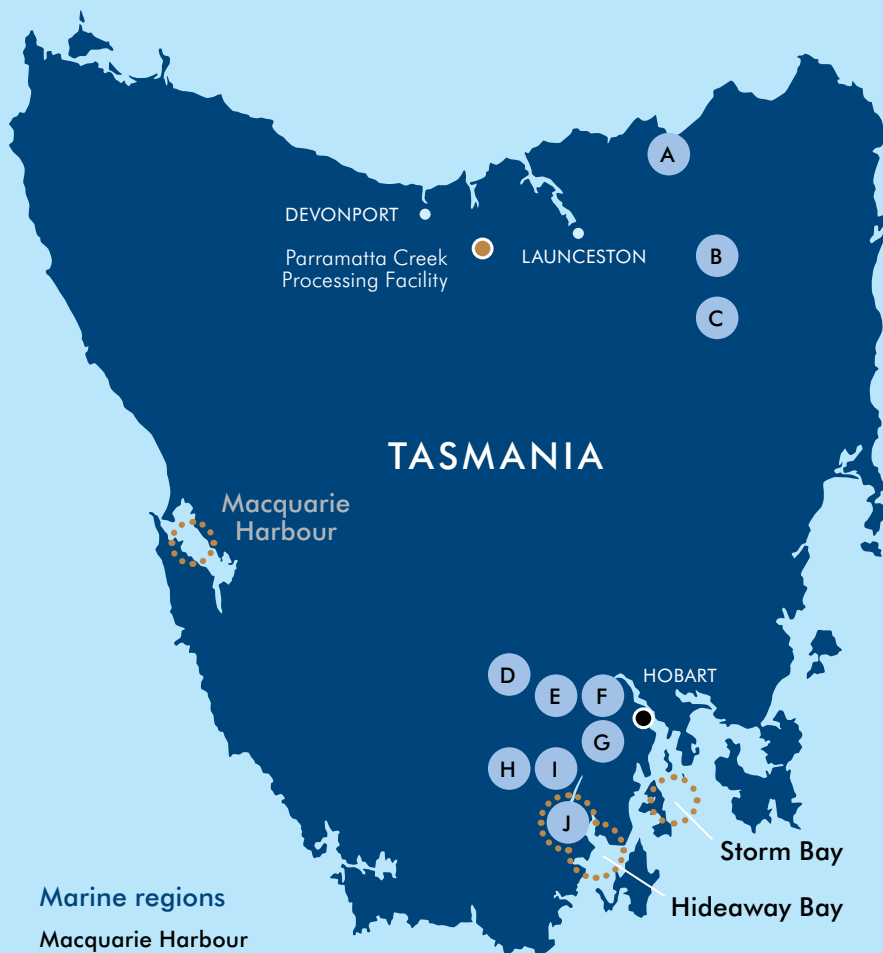 A
DEVONPORT
B
Parramatta Creek
Processing Facility
LAUNCESTON
C
TASMANIA
Macquarie
Harbour
D
E
F
HOBART
G
H
I
J
Storm Bay
Hideaway Bay
Marine regions
Macquarie Harbour